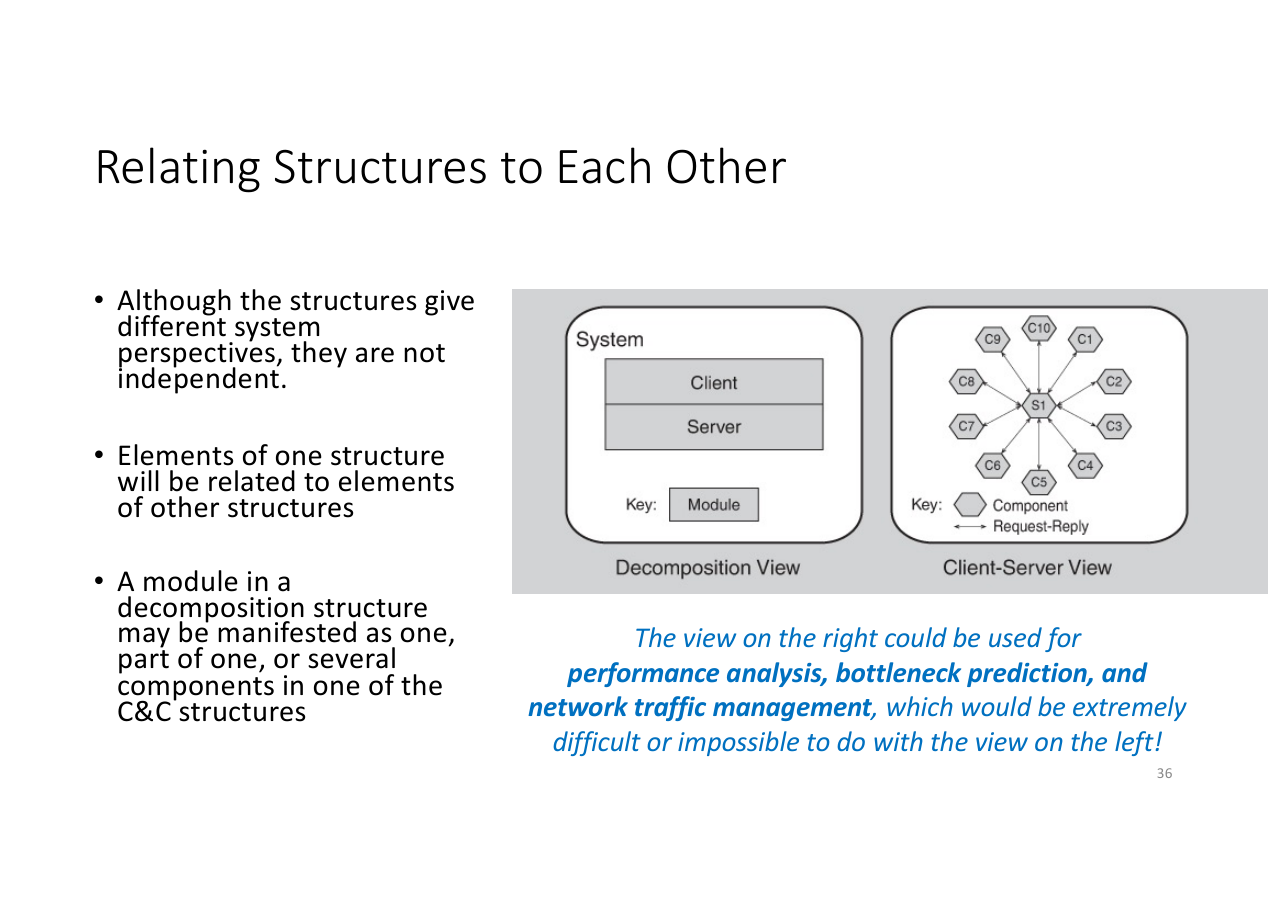 Relating Structures to Each Other
• Although the structures give
different system
perspectives, they are not
independent.
• Elements of one structure
will be related to elements
of other structures
• A module in a
decomposition structure
may be manifested as one,
part of one, or several
components in one of the
C&C structures
System
Client
Server
Key: Module
Decomposition View
C10
C9
C1
C8
C2
S1
C7
C3
C6
C4
C5
Key: Component
Request-Reply
Client-Server View
The view on the right could be used for
performance analysis, bottleneck prediction, and
network traffic management, which would be extremely
difficult or impossible to do with the view on the left!
36